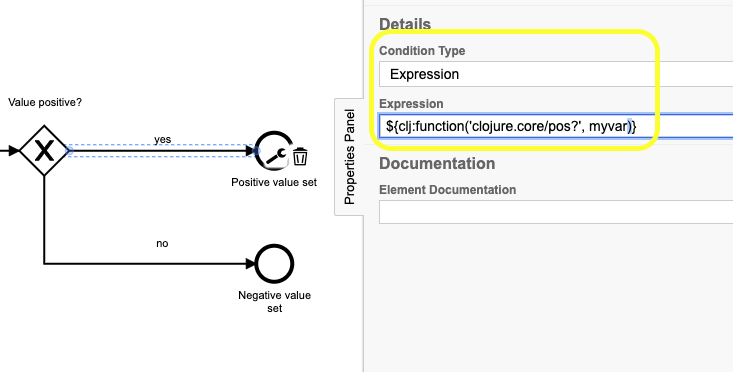 Value positive?
yes
Positive value set
no
Negative value
set
Properties Panel
Details
Condition Type
Expression
Expression
${clj:function('clojure.core/pos?', myvar)}
Documentation
Element Documentation